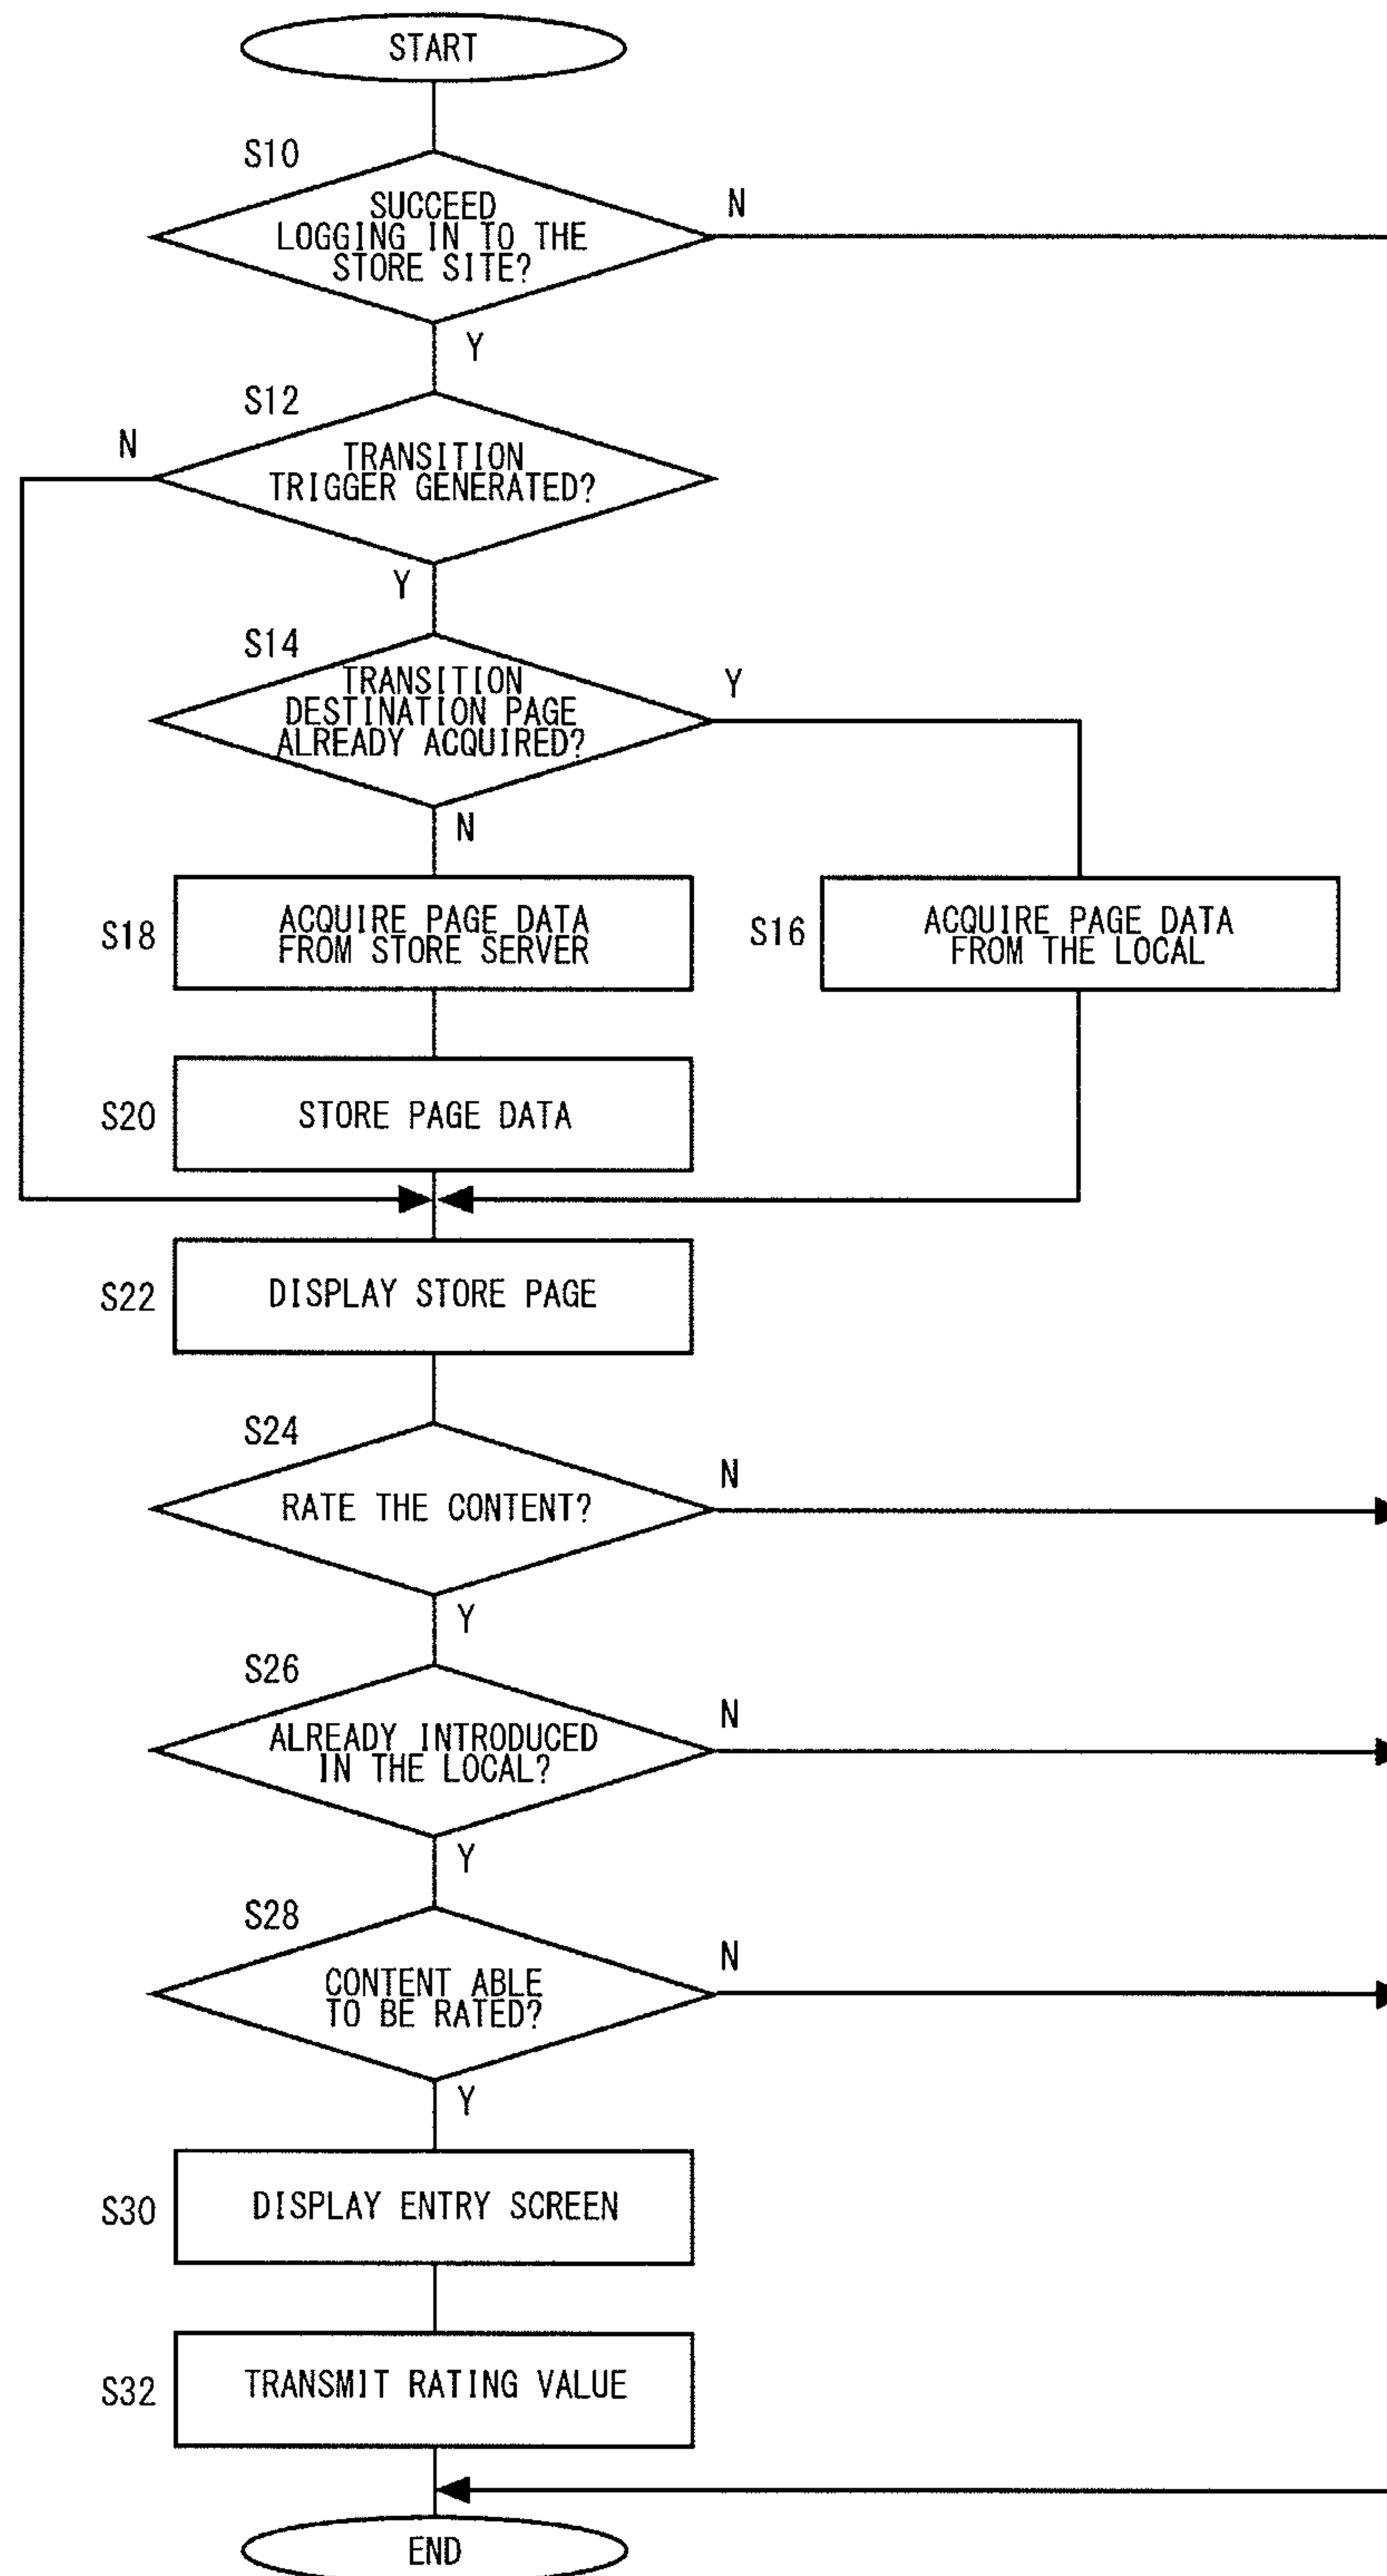 START
S10
SUCCEED
LOGGING IN TO THE
STORE SITE?
N
Y
S12
N
TRANSITION
TRIGGER GENERATED?
Y
S14
TRANSITION
DESTINATION PAGE
ALREADY ACQUIRED?
Y
N
S18
ACQUIRE PAGE DATA
FROM STORE SERVER
S16
ACQUIRE PAGE DATA
FROM THE LOCAL
S20
STORE PAGE DATA
S22
DISPLAY STORE PAGE
S24
RATE THE CONTENT?
N
Y
S26
ALREADY INTRODUCED
IN THE LOCAL?
N
Y
S28
CONTENT ABLE
TO BE RATED?
N
Y
S30
DISPLAY ENTRY SCREEN
S32
TRANSMIT RATING VALUE
END